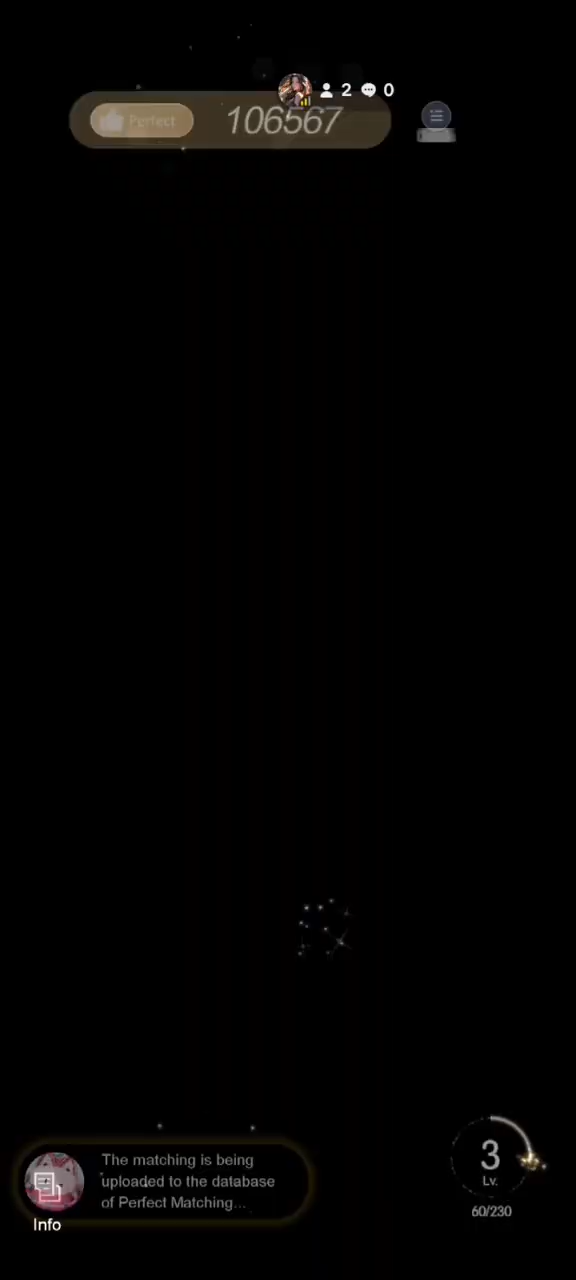 2 0
Perfect 106567
The matching is being
uploaded to the database
of Perfect Matching...
Info
3
Lv.
60/230